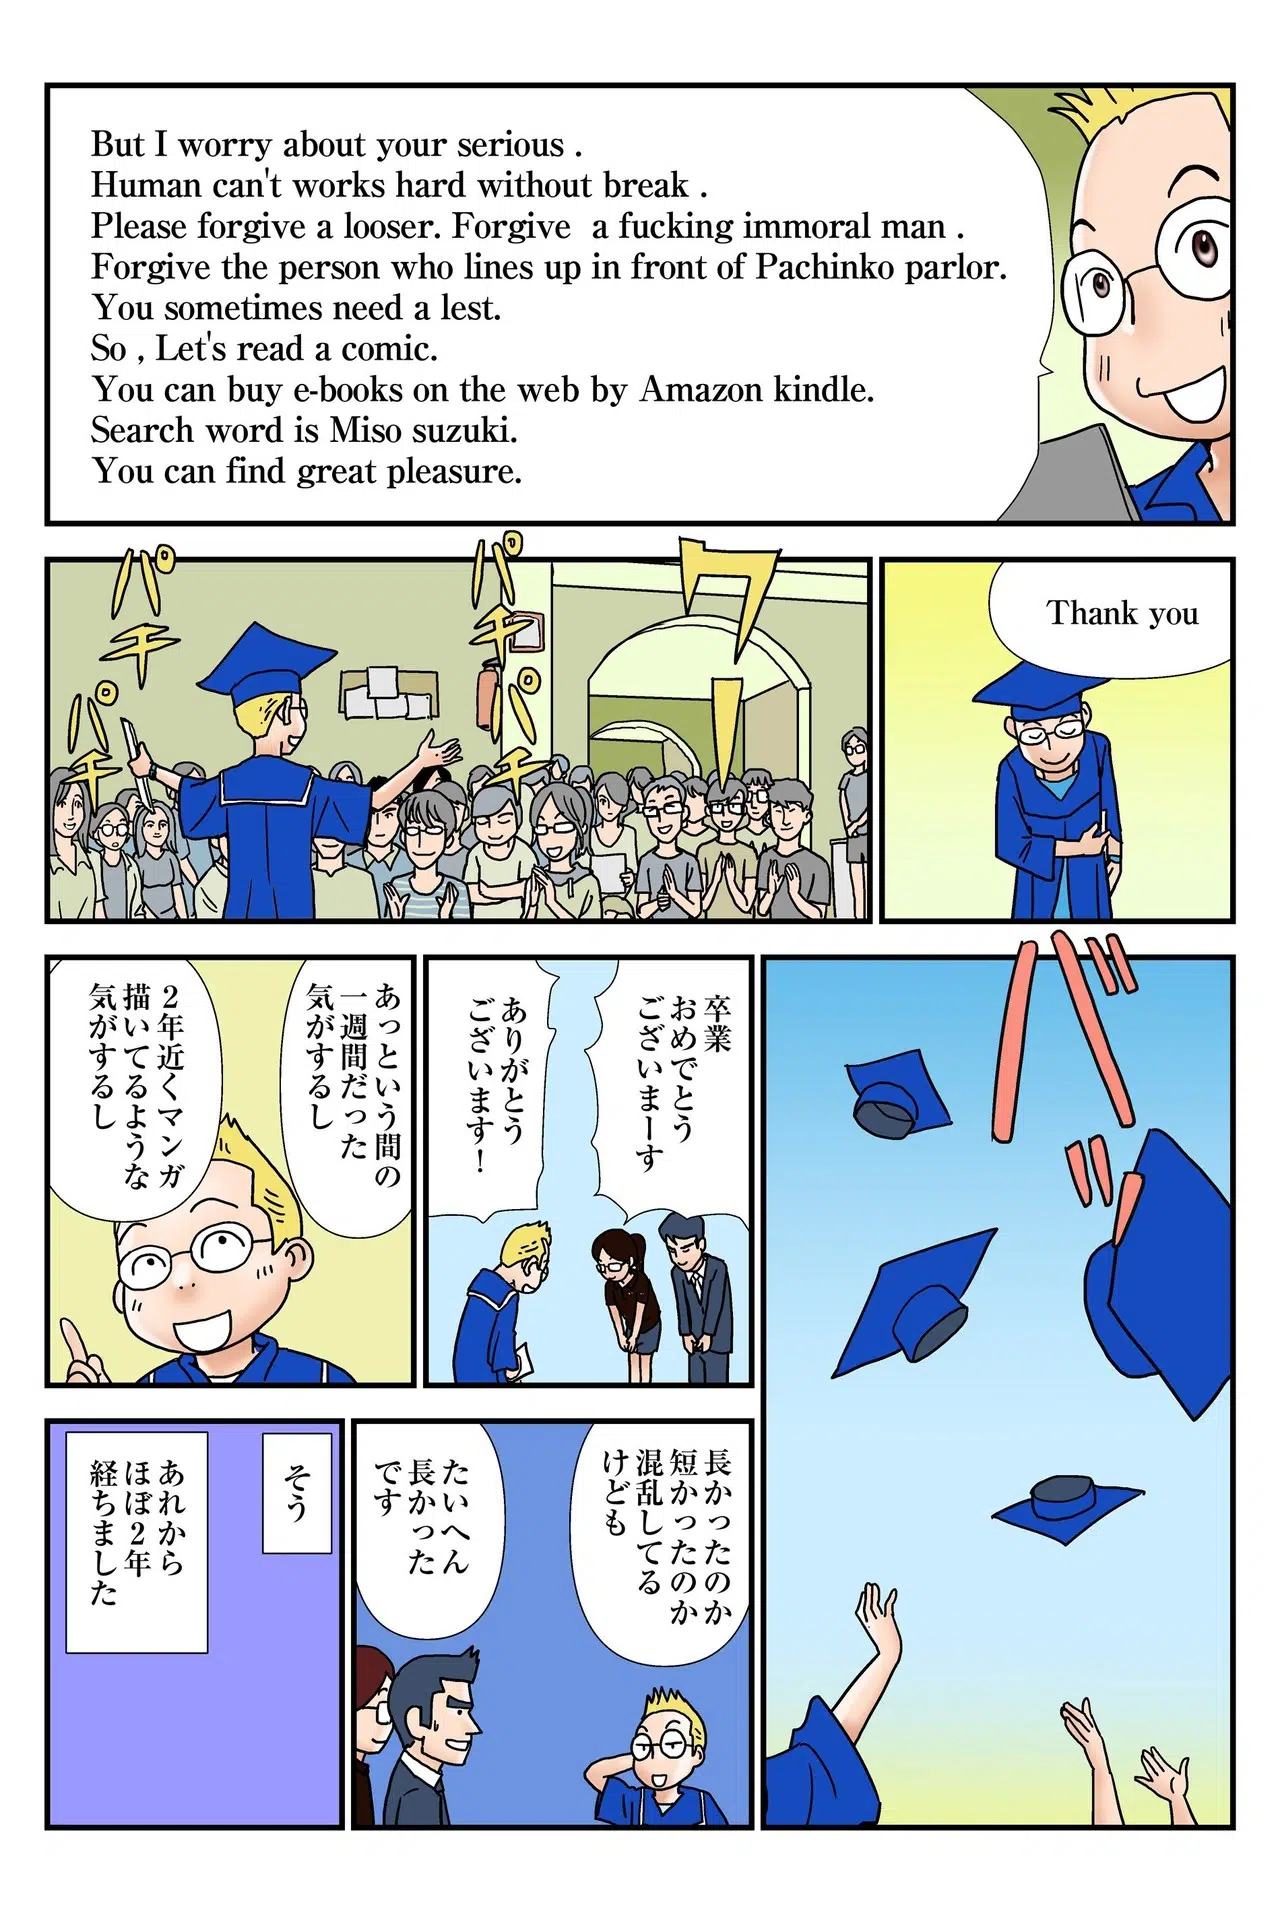 But I worry about your serious .
Human can't works hard without break .
Please forgive a looser. Forgive  a fucking immoral man .
Forgive the person who lines up in front of Pachinko parlor.
You sometimes need a lest.
So , Let's read a comic.
You can buy e-books on the web by Amazon kindle.
Search word is Miso suzuki.
You can find great pleasure.
パチパチ
パチパチ
ワー
Thank you
バッ
卒業
おめでとう
ございまーす
ありがとう
ございます！
あっという間の
一週間だった
気がするし
２年近くマンガ
描いてるような
気がするし
長かったのか
短かったのか
混乱してる
けども
たいへん
長かった
です
そう
あれから
ほぼ２年
経ちました